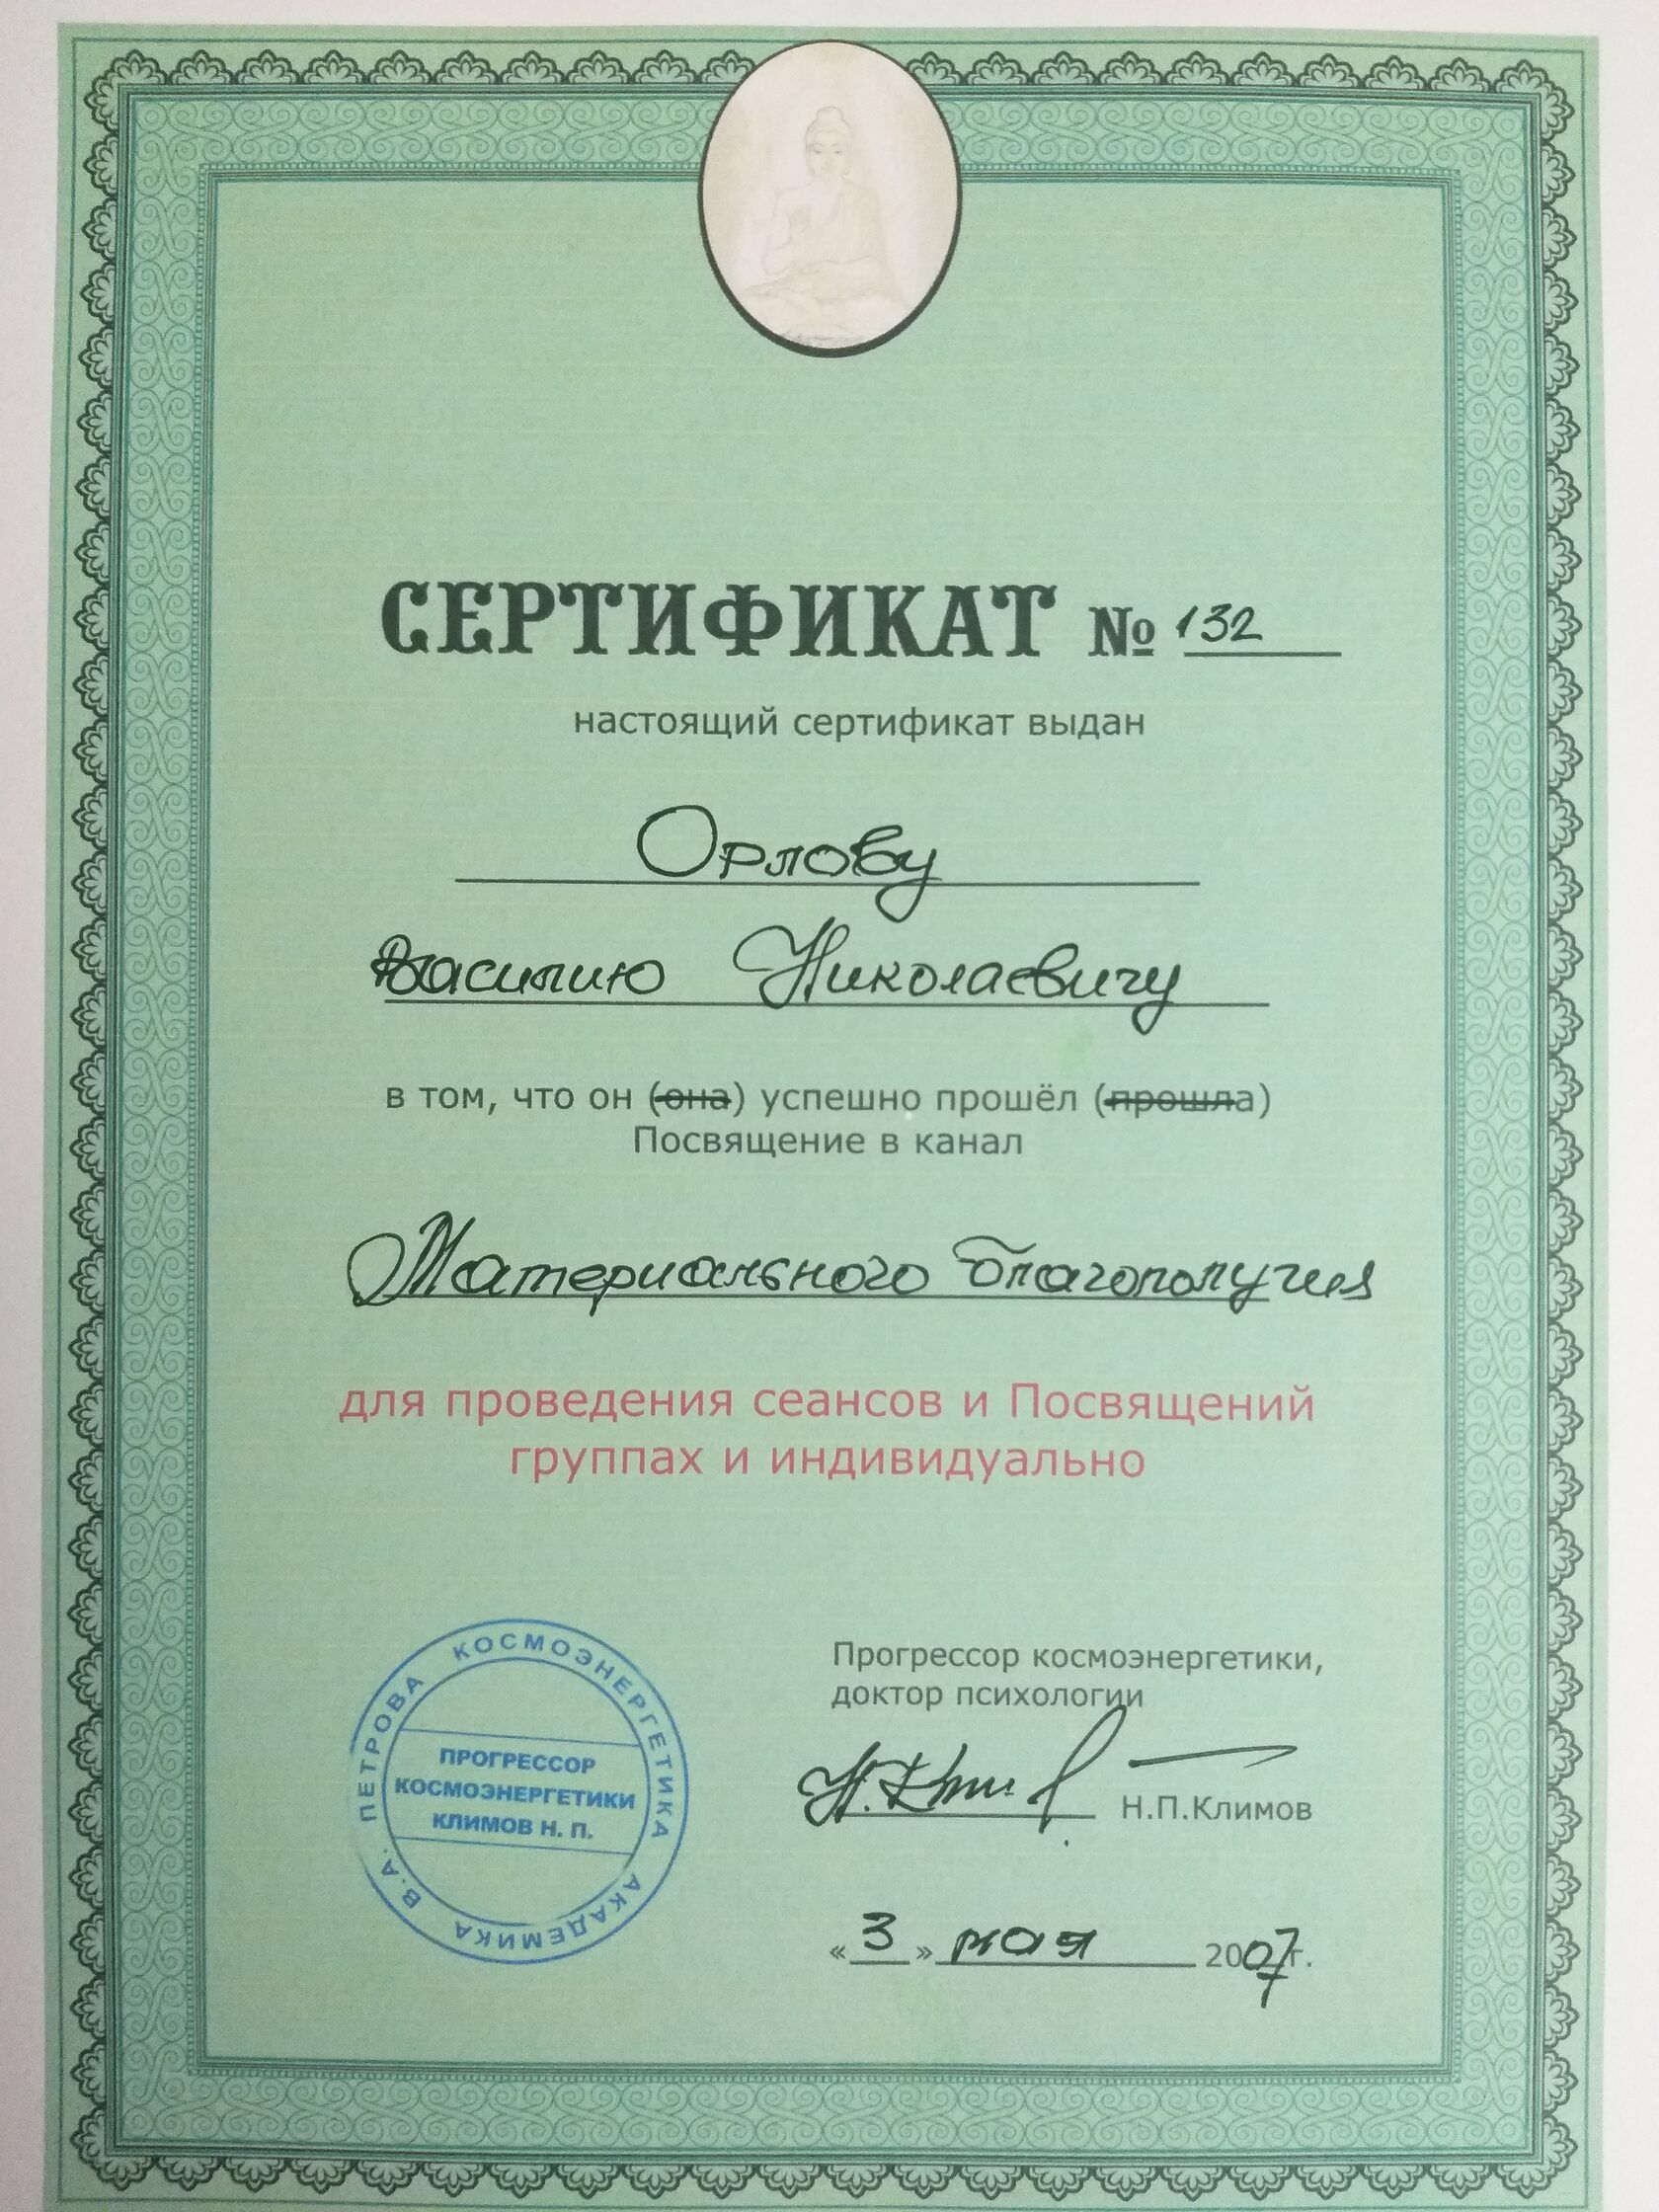 СЕРТИФИКАТ № 132
настоящий сертификат выдан
Орлову
Василию Николаевичу
в том, что он (она) успешно прошёл (прошла)
Посвящение в канал
Материального благополучия
для проведения сеансов и Посвящений
группах и индивидуально
Прогрессор космоэнергетики,
доктор психологии
Н.П.Климов
«3» мая 2007г.
КОСМОЭНЕРГЕТИКА АКАДЕМИКА В.А. ПЕТРОВА
ПРОГРЕССОР
КОСМОЭНЕРГЕТИКИ
КЛИМОВ Н. П.